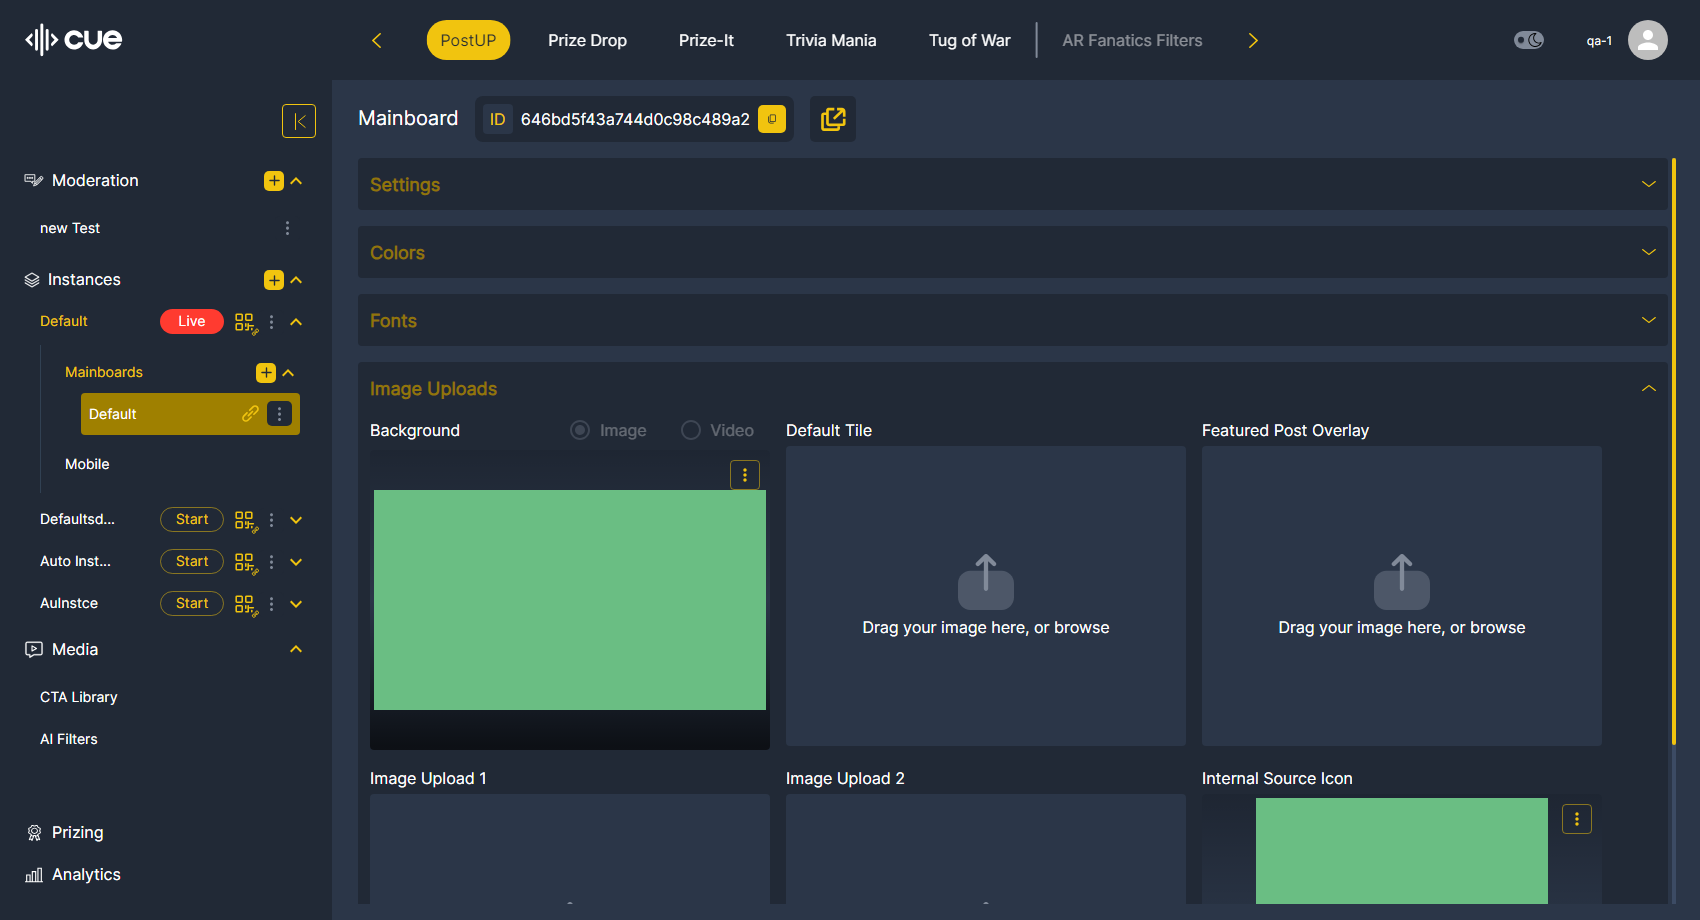 cue
PostUP
Prize Drop
Prize-It
Trivia Mania
Tug of War
AR Fanatics Filters
qa-1
Moderation
new Test
Instances
Default
Live
Mainboards
Default
Mobile
Defaultsd...
Start
Auto Inst...
Start
AuInstce
Start
Media
CTA Library
AI Filters
Prizing
Analytics
Mainboard
ID
646bd5f43a744d0c98c489a2
Settings
Colors
Fonts
Image Uploads
Background
Image
Video
Default Tile
Drag your image here, or browse
Featured Post Overlay
Drag your image here, or browse
Image Upload 1
Image Upload 2
Internal Source Icon